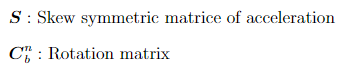 S : Skew symmetric matrice of acceleration
C_b^n : Rotation matrix